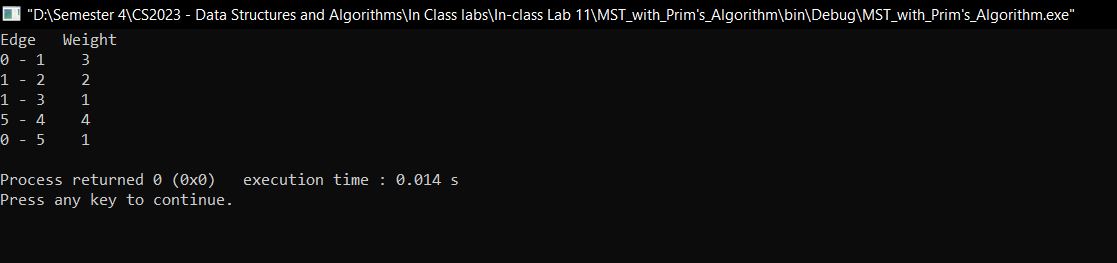 "D:\Semester 4\CS2023 - Data Structures and Algorithms\In Class labs\In-class Lab 11\MST_with_Prim's_Algorithm\bin\Debug\MST_with_Prim's_Algorithm.exe"
Edge   Weight
0 - 1    3
1 - 2    2
1 - 3    1
5 - 4    4
0 - 5    1
Process returned 0 (0x0)   execution time : 0.014 s
Press any key to continue.